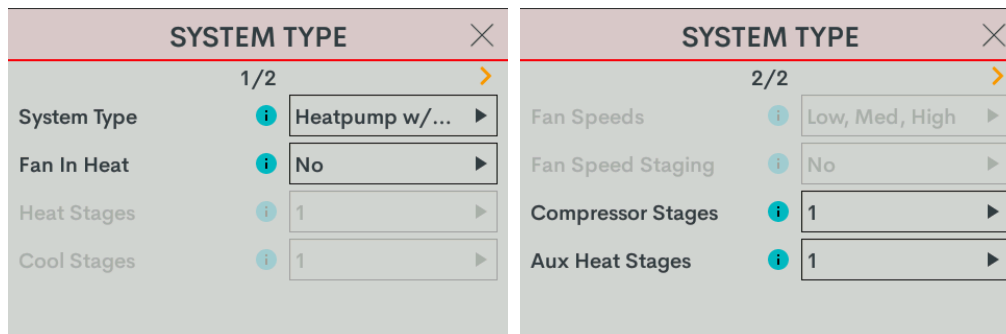 SYSTEM TYPE
1/2
System Type i Heatpump w/...
Fan In Heat i No
Heat Stages i 1
Cool Stages i 1
SYSTEM TYPE
2/2
Fan Speeds i Low, Med, High
Fan Speed Staging i No
Compressor Stages i 1
Aux Heat Stages i 1